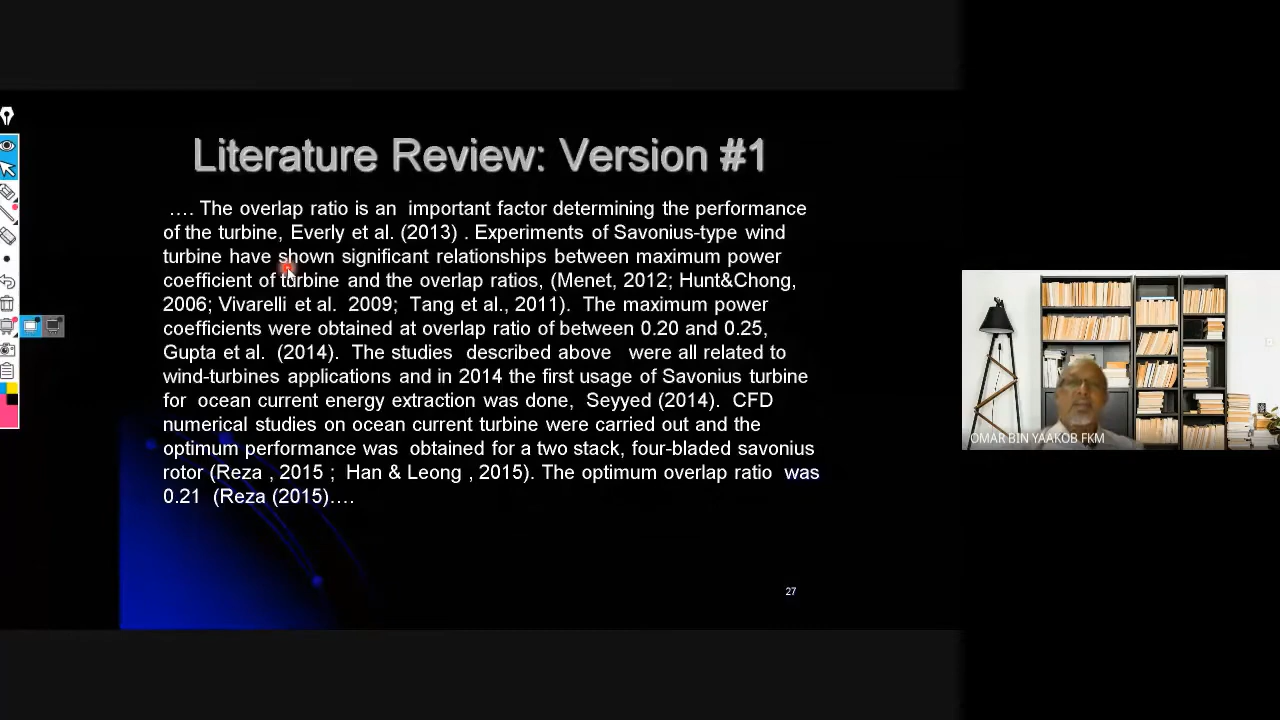 Literature Review: Version #1
…. The overlap ratio is an important factor determining the performance
of the turbine, Everly et al. (2013) . Experiments of Savonius-type wind
turbine have shown significant relationships between maximum power
coefficient of turbine and the overlap ratios, (Menet, 2012; Hunt&Chong,
2006; Vivarelli et al. 2009; Tang et al., 2011). The maximum power
coefficients were obtained at overlap ratio of between 0.20 and 0.25,
Gupta et al. (2014). The studies described above were all related to
wind-turbines applications and in 2014 the first usage of Savonius turbine
for ocean current energy extraction was done, Seyyed (2014). CFD
numerical studies on ocean current turbine were carried out and the
optimum performance was obtained for a two stack, four-bladed savonius
rotor (Reza , 2015 ; Han & Leong , 2015). The optimum overlap ratio was
0.21 (Reza (2015)….
27
OMAR BIN YAAKOB FKM